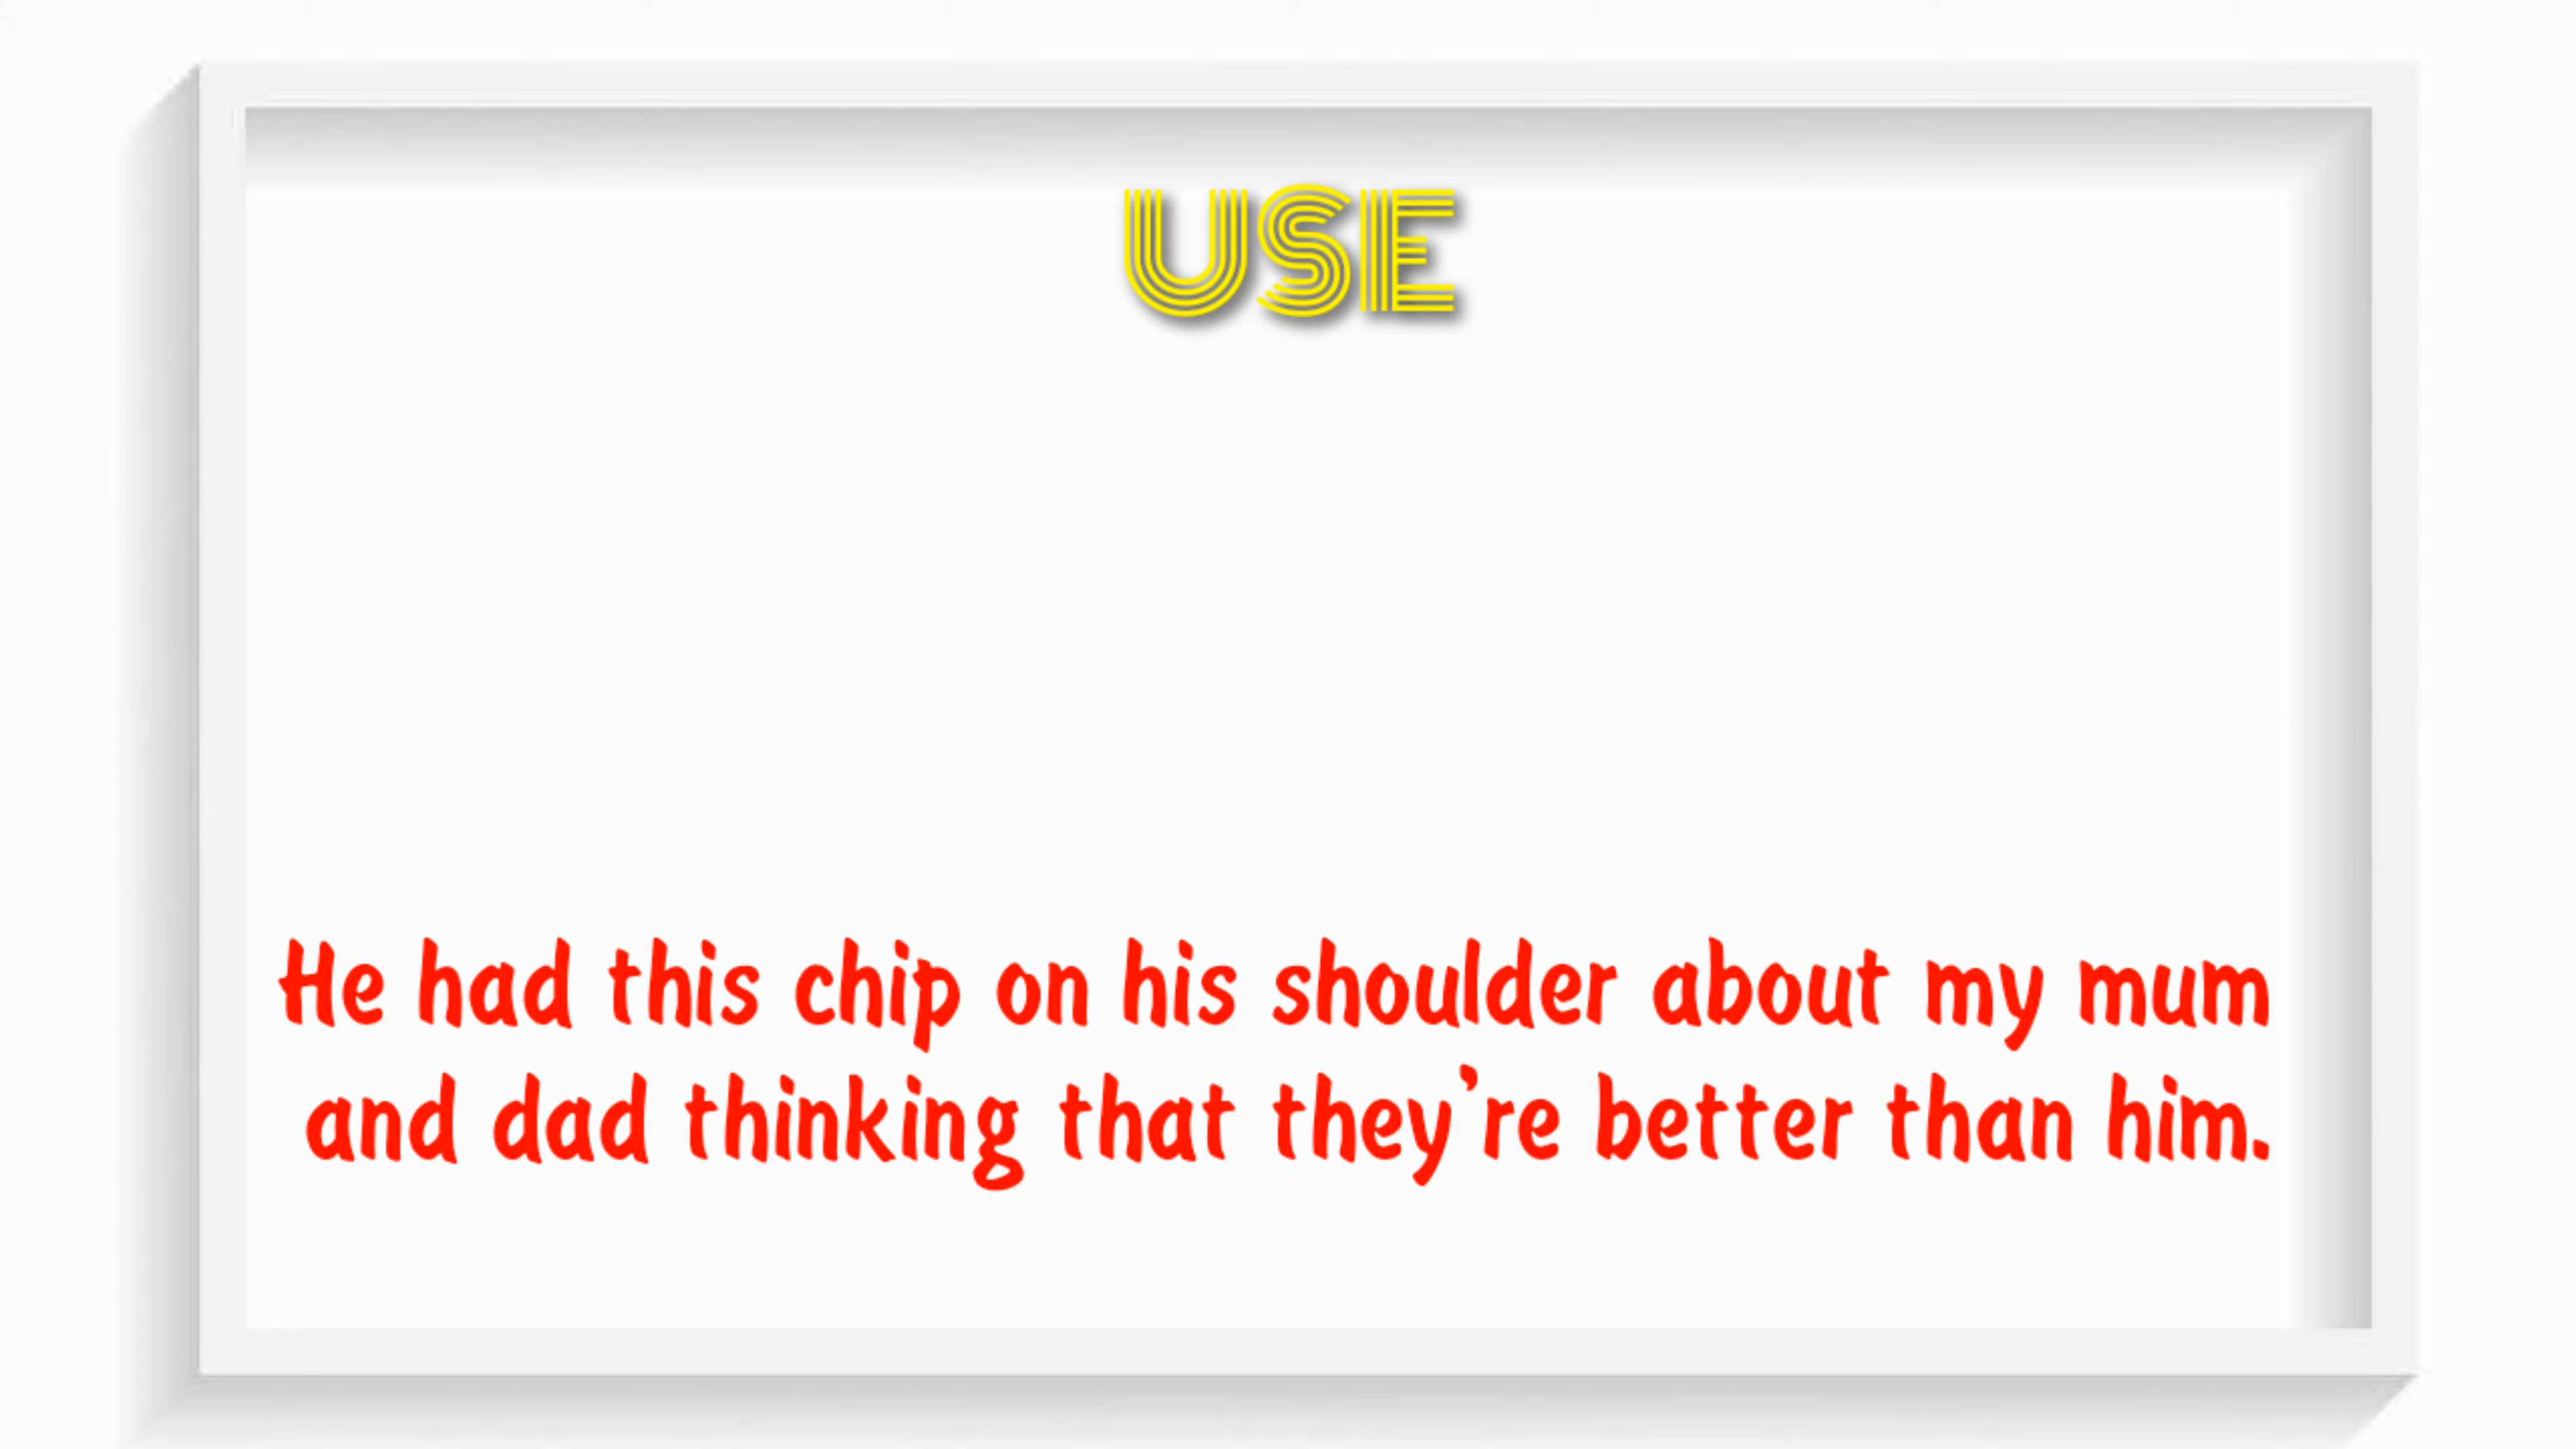 USE
He had this chip on his shoulder about my mum
and dad thinking that they're better than him.